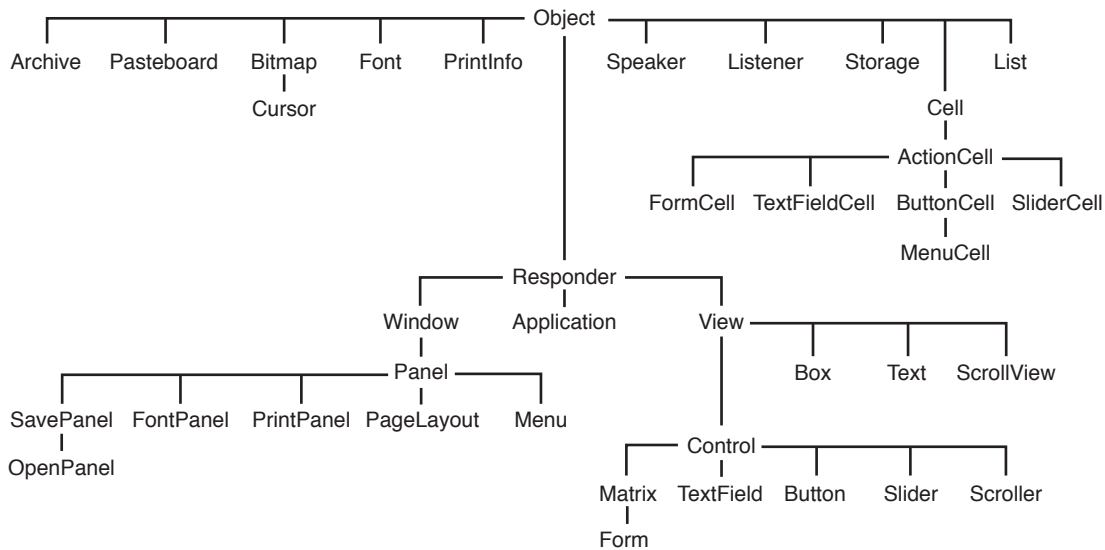 Object
Archive Pasteboard Bitmap Font PrintInfo Speaker Listener Storage List
Cursor Cell
ActionCell
FormCell TextFieldCell ButtonCell SliderCell
MenuCell
Responder
Window Application View
Panel Box Text ScrollView
SavePanel FontPanel PrintPanel PageLayout Menu
Control
OpenPanel
Matrix TextField Button Slider Scroller
Form